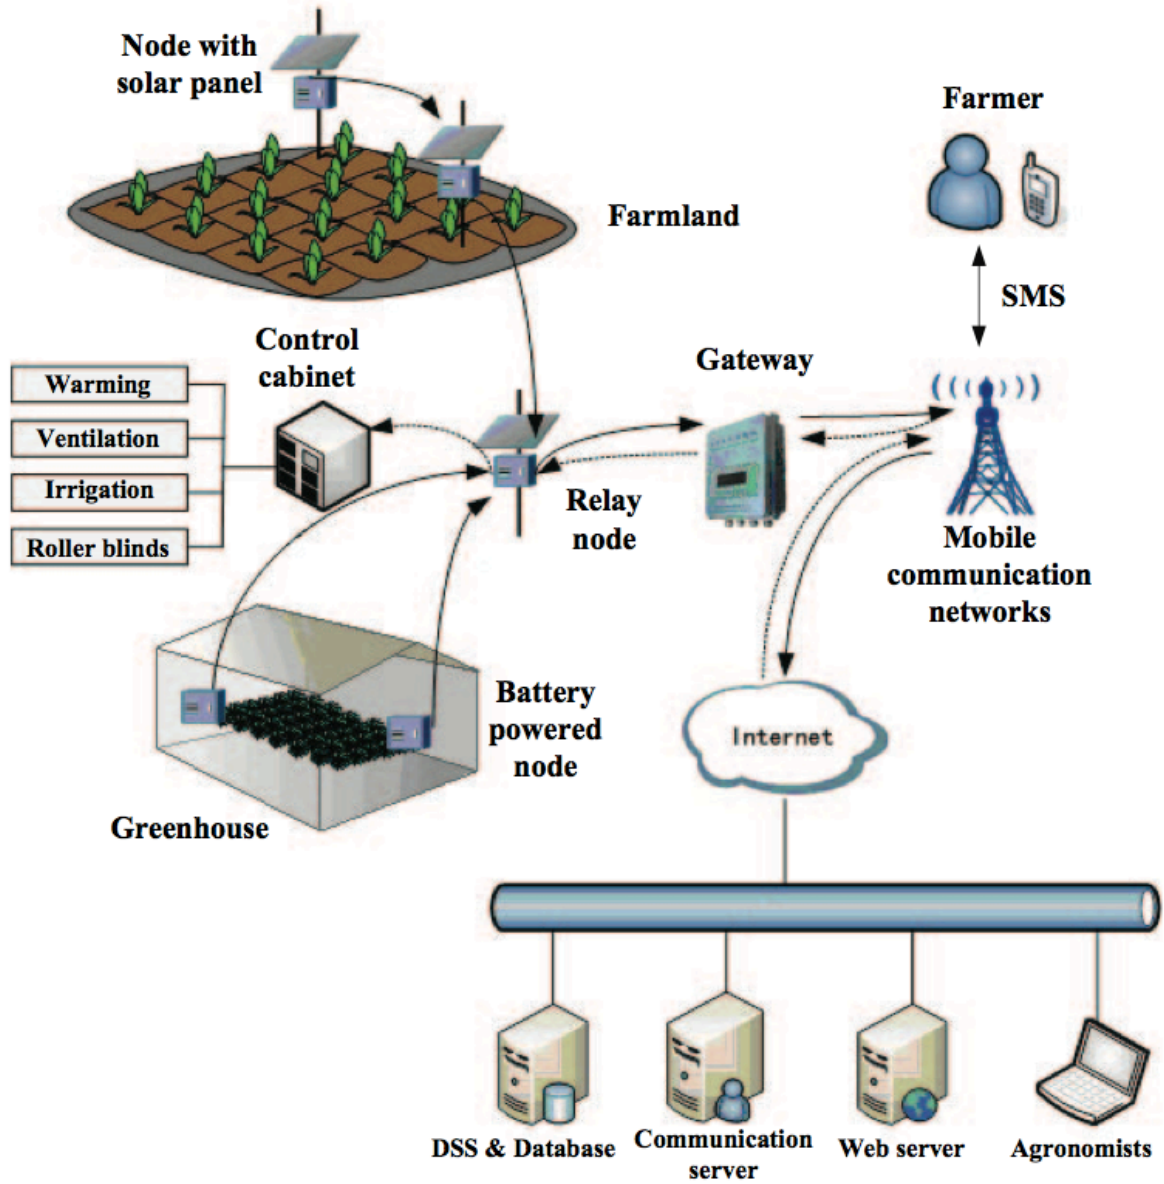 Node with
solar panel
Farmer
Farmland
SMS
Control
cabinet
Gateway
Warming
Ventilation
Irrigation
Roller blinds
Relay
node
Mobile
communication
networks
Battery
powered
node
Internet
Greenhouse
DSS & Database
Communication
server
Web server
Agronomists